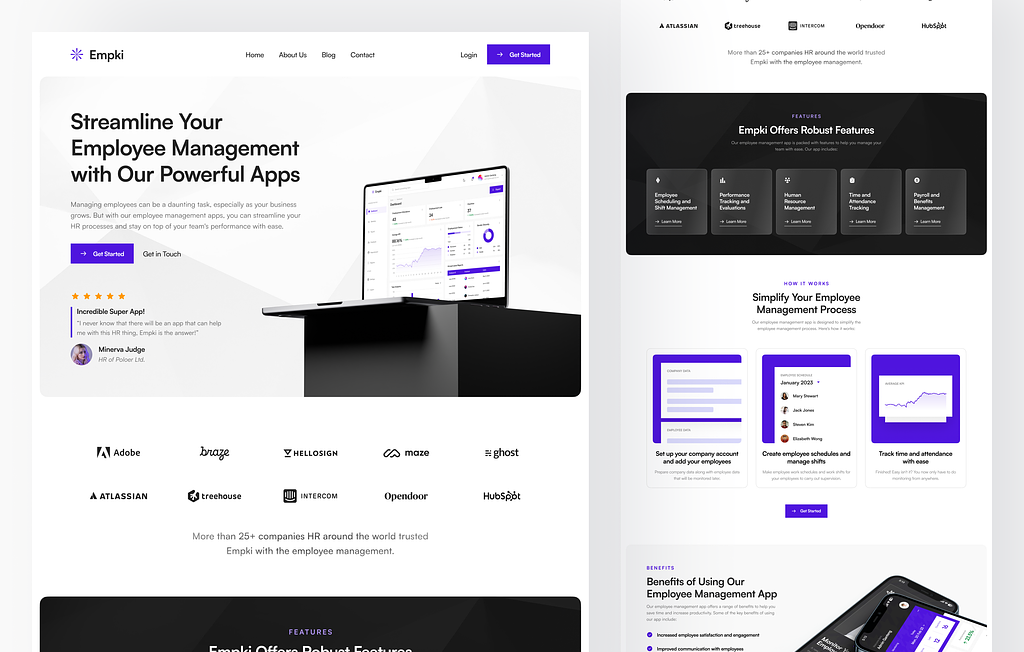 Empki
Home
About Us
Blog
Contact
Login
Get Started
Streamline Your
Employee Management
with Our Powerful Apps
Managing employees can be a daunting task, especially as your business
grows. But with our employee management apps, you can streamline your
HR processes and stay on top of your team's performance with ease.
Get Started
Get in Touch
Incredible Super App!
"I never know that there will be an app that can help
me with this HR thing, Empki is the answer!"
Minerva Judge
HR of Polcer Ltd.
Adobe
braze
HELLOSIGN
maze
ghost
ATLASSIAN
treehouse
INTERCOM
Opendoor
HubSpot
More than 25+ companies HR around the world trusted
Empki with the employee management.
FEATURES
Empki Offers Robust Features
ATLASSIAN
treehouse
INTERCOM
Opendoor
HubSpot
More than 25+ companies HR around the world trusted
Empki with the employee management.
FEATURES
Empki Offers Robust Features
Our employee management app is packed with features to help you manage your
team with ease. Our app includes:
Employee
Scheduling and
Shift Management
Learn More
Performance
Tracking and
Evaluations
Learn More
Human
Resource
Management
Learn More
Time and
Attendance
Tracking
Learn More
Payroll and
Benefits
Management
Learn More
HOW IT WORKS
Simplify Your Employee
Management Process
Our employee management app is designed to simplify the
employee management process. Here's how it works:
COMPANY DATA
EMPLOYEE DATA
Set up your company account
and add your employees
Prepare company data along with employee data
that will be monitored later.
EMPLOYEE SCHEDULE
January 2023
Mary Stewart
Jack Jones
Steven Kim
Elizabeth Wong
Create employee schedules and
manage shifts
Make employee work schedules and work shifts for
your employees to carry out supervision.
AVERAGE KPI
Track time and attendance
with ease
Finished! Easy isn't it? You now only have to do
monitoring from anywhere.
Get Started
BENEFITS
Benefits of Using Our
Employee Management App
Our employee management app offers a range of benefits to help you
save time and increase productivity. Some of the key benefits of using
our app include:
Increased employee satisfaction and engagement
Improved communication with employees